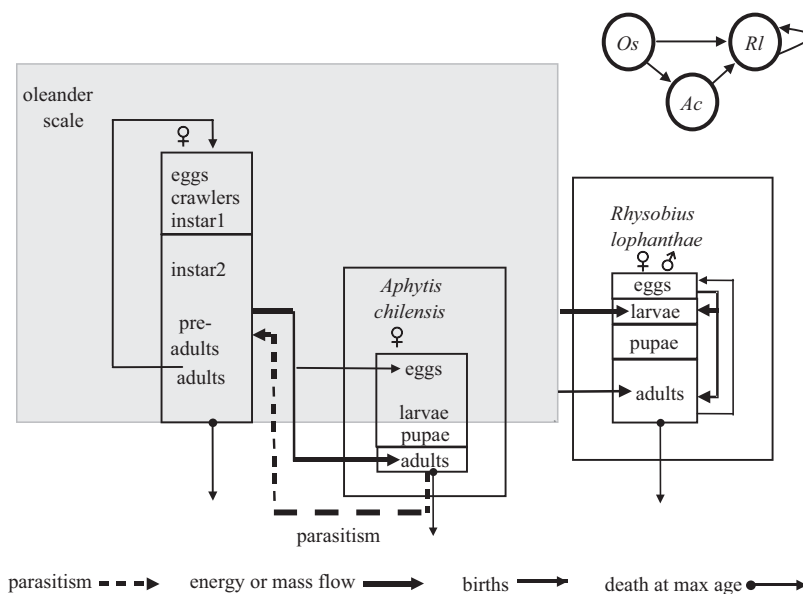 Os
Rl
Ac
oleander
scale
♀
eggs
crawlers
instar1
instar2
pre-
adults
adults
Aphytis
chilensis
♀
eggs
larvae
pupae
adults
Rhysobius
lophanthae
♀ ♂
eggs
larvae
pupae
adults
parasitism
parasitism
energy or mass flow
births
death at max age